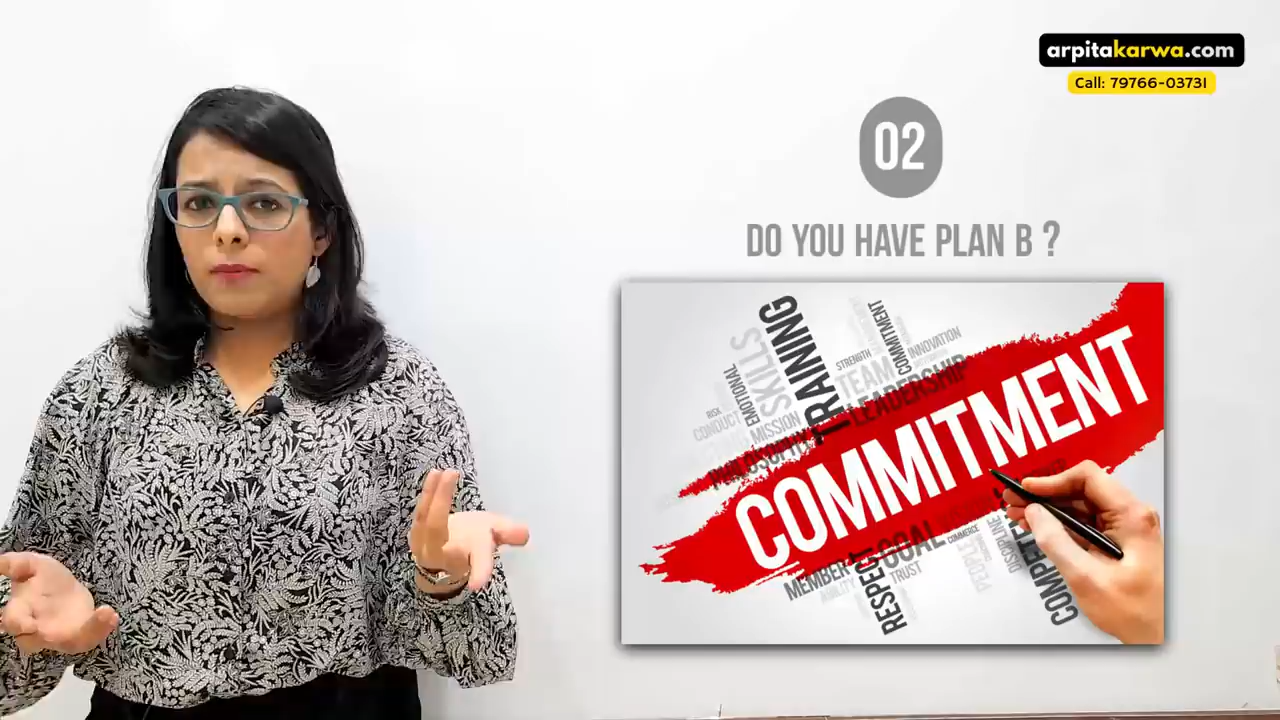 arpitakarwa.com
Call: 79766-03731
02
DO YOU HAVE PLAN B ?
TRAINING
SKILLS
EMOTIONAL
RISK
CONDUCT
MISSION
PHILOSOPHY
STRENGTH
COMMITMENT
INNOVATION
TEAM
LEADERSHIP
COMMITMENT
MEMBER
ABILITY
RESPECT
GOAL
TRUST
COMMERCE
PEOPLE
DISCIPLINE